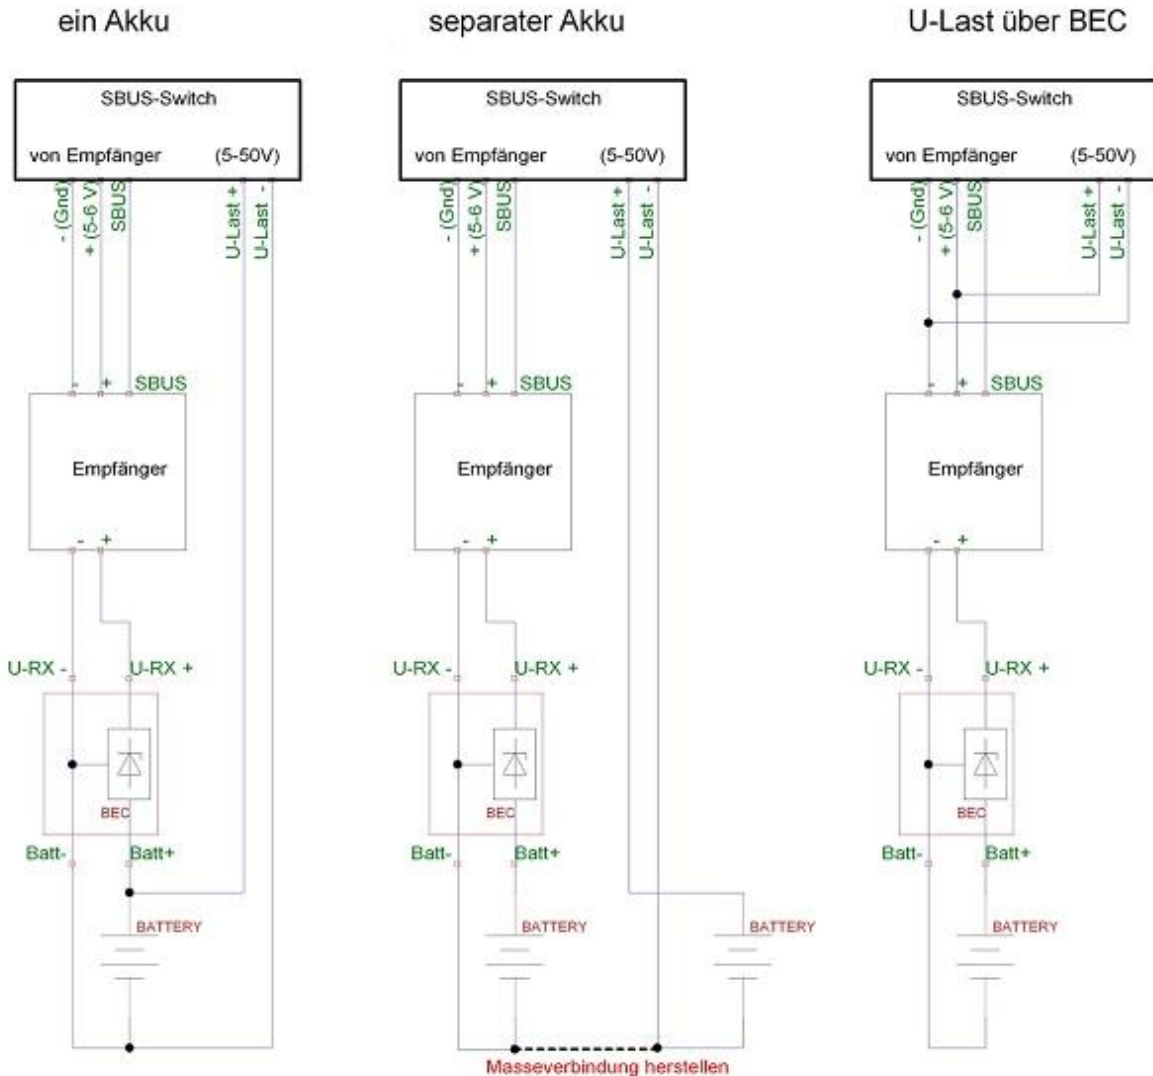 ein Akku
SBUS-Switch
von Empfänger (5-50V)
- (Gnd)
+ (5-6 V)
SBUS
U-Last +
U-Last -
- + SBUS
Empfänger
- +
U-RX - U-RX +
BEC
Batt- Batt+
BATTERY
separater Akku
SBUS-Switch
von Empfänger (5-50V)
- (Gnd)
+ (5-6 V)
SBUS
U-Last +
U-Last -
- + SBUS
Empfänger
- +
U-RX - U-RX +
BEC
Batt- Batt+
BATTERY BATTERY
Masseverbindung herstellen
U-Last über BEC
SBUS-Switch
von Empfänger (5-50V)
- (Gnd)
+ (5-6 V)
SBUS
U-Last +
U-Last -
- + SBUS
Empfänger
- +
U-RX - U-RX +
BEC
Batt- Batt+
BATTERY